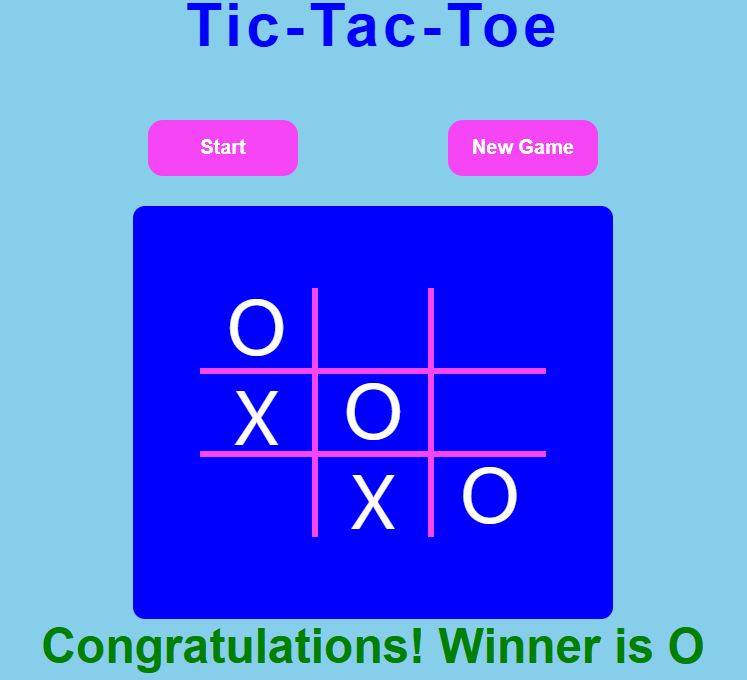 Tic-Tac-Toe
Start New Game
O
X O
X O
Congratulations! Winner is O